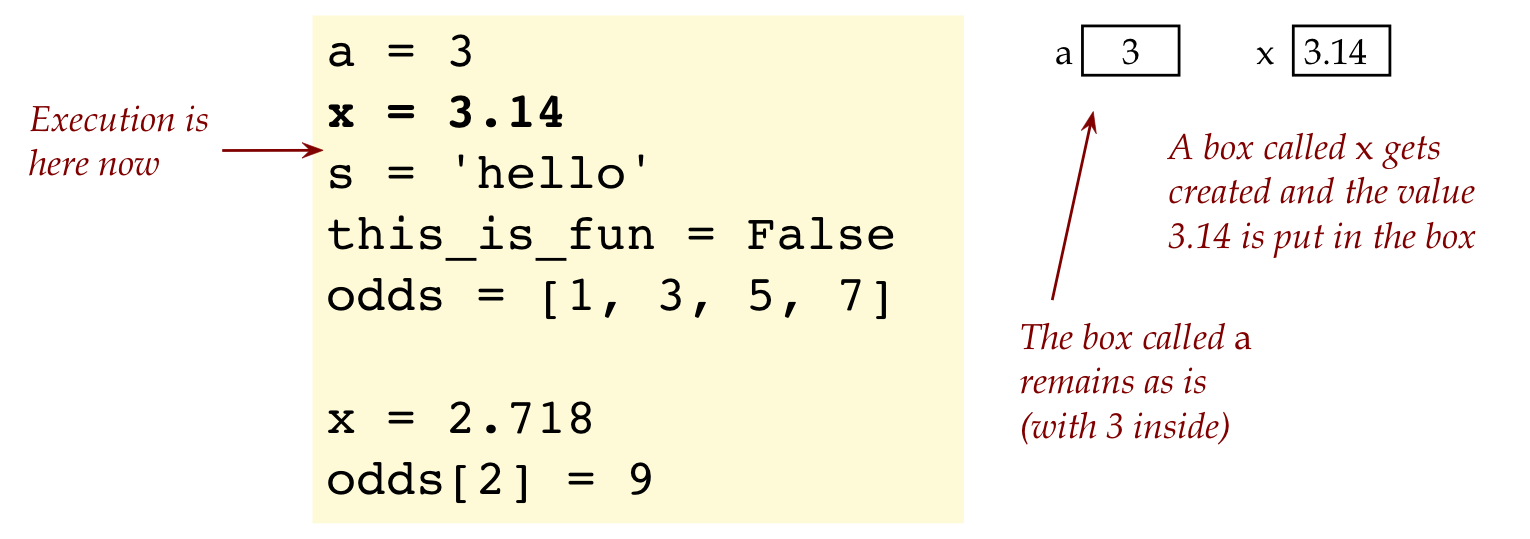 Execution is
here now
a = 3
x = 3.14
s = 'hello'
this_is_fun = False
odds = [1, 3, 5, 7]
x = 2.718
odds[2] = 9
a 3 x 3.14
A box called x gets
created and the value
3.14 is put in the box
The box called a
remains as is
(with 3 inside)